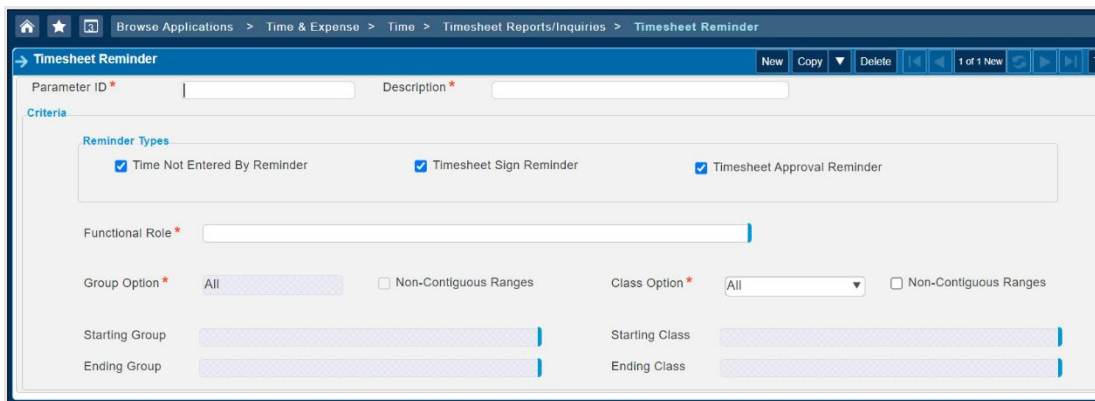 3 Browse Applications > Time & Expense > Time > Timesheet Reports/Inquiries > Timesheet Reminder
Timesheet Reminder New Copy Delete 1 of 1 New
Parameter ID * Description *
Criteria
Reminder Types
Time Not Entered By Reminder Timesheet Sign Reminder Timesheet Approval Reminder
Functional Role *
Group Option * All Non-Contiguous Ranges Class Option * All Non-Contiguous Ranges
Starting Group Starting Class
Ending Group Ending Class